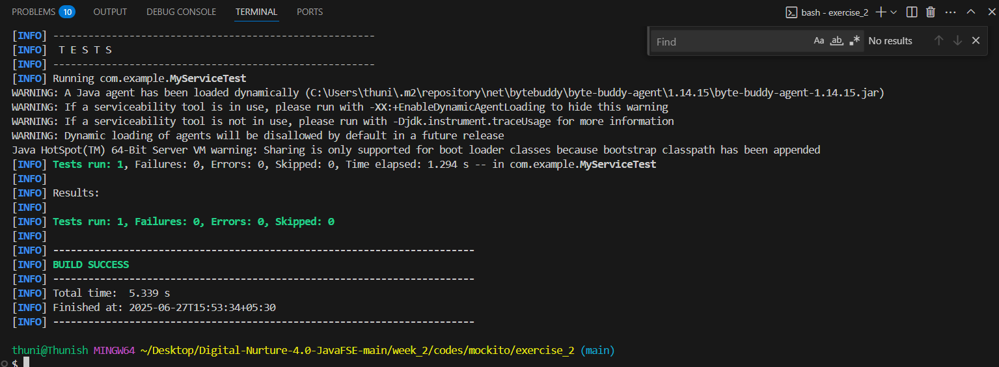 PROBLEMS 10 OUTPUT DEBUG CONSOLE TERMINAL PORTS bash - exercise_2
Find Aa ab .* No results
[INFO] -------------------------------------------------------
[INFO]  T E S T S
[INFO] -------------------------------------------------------
[INFO] Running com.example.MyServiceTest
WARNING: A Java agent has been loaded dynamically (C:\Users\thuni\.m2\repository\net\bytebuddy\byte-buddy-agent\1.14.15\byte-buddy-agent-1.14.15.jar)
WARNING: If a serviceability tool is in use, please run with -XX:+EnableDynamicAgentLoading to hide this warning
WARNING: If a serviceability tool is not in use, please run with -Djdk.instrument.traceUsage for more information
WARNING: Dynamic loading of agents will be disallowed by default in a future release
Java HotSpot(TM) 64-Bit Server VM warning: Sharing is only supported for boot loader classes because bootstrap classpath has been appended
[INFO] Tests run: 1, Failures: 0, Errors: 0, Skipped: 0, Time elapsed: 1.294 s -- in com.example.MyServiceTest
[INFO]
[INFO] Results:
[INFO]
[INFO] Tests run: 1, Failures: 0, Errors: 0, Skipped: 0
[INFO]
[INFO] ------------------------------------------------------------------------
[INFO] BUILD SUCCESS
[INFO] ------------------------------------------------------------------------
[INFO] Total time:  5.339 s
[INFO] Finished at: 2025-06-27T15:53:34+05:30
[INFO] ------------------------------------------------------------------------
thuni@Thunish MINGW64 ~/Desktop/Digital-Nurture-4.0-JavaFSE-main/week_2/codes/mockito/exercise_2 (main)
$